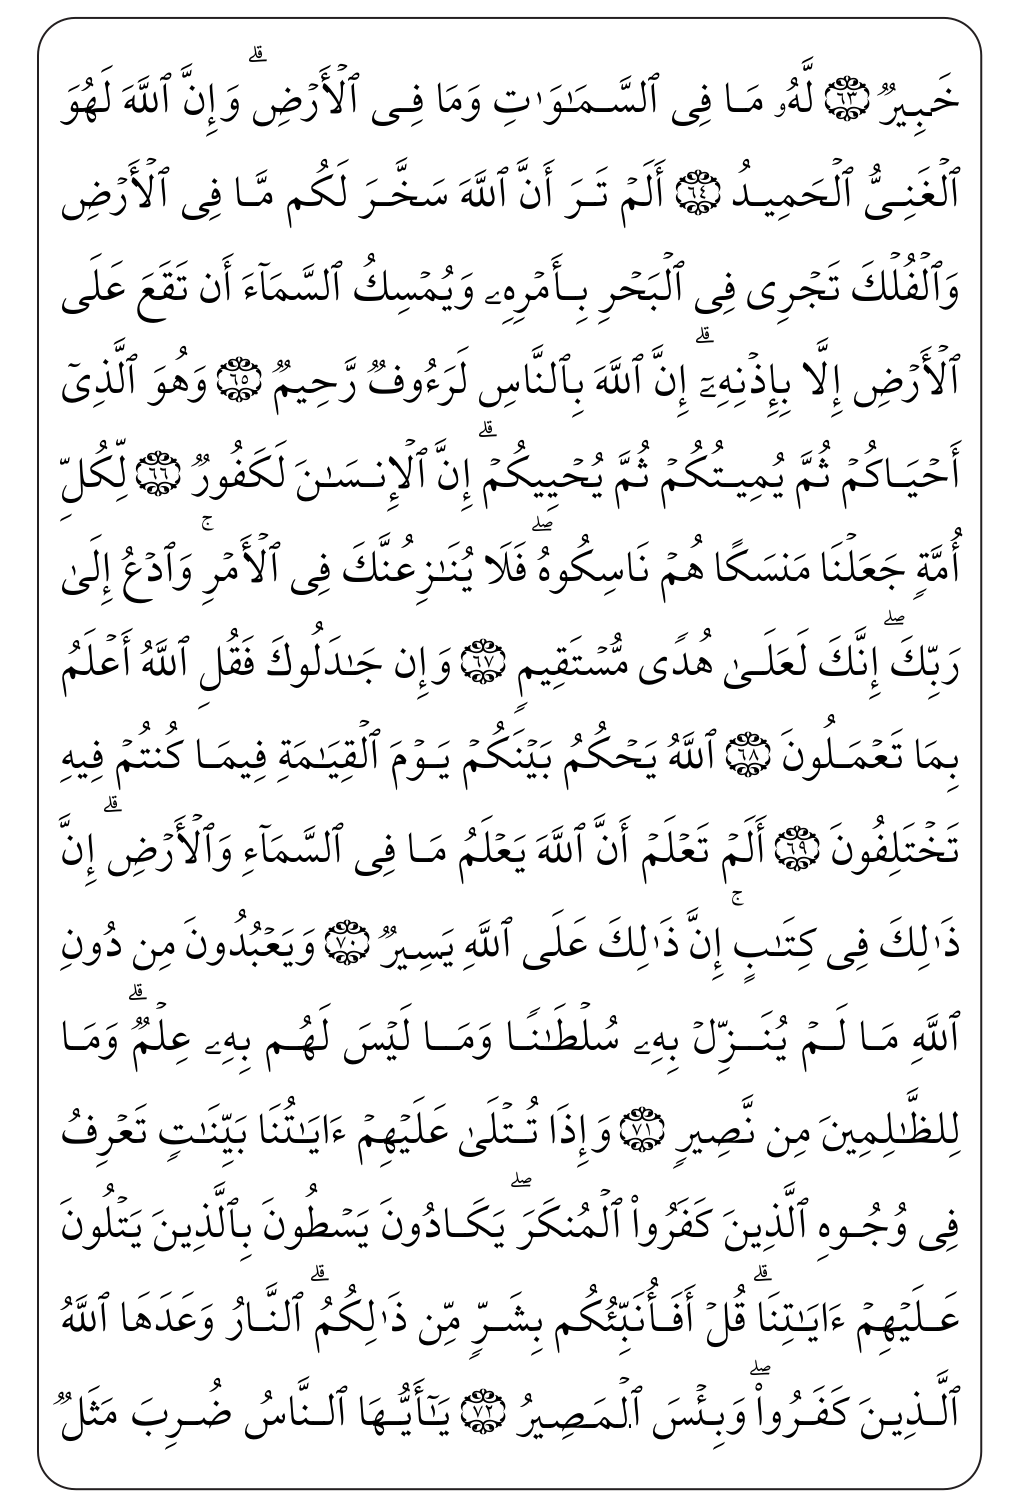 خَبِيرٌ ٦٣ لَّهُۥ مَا فِى ٱلسَّمَـٰوَٰتِ وَمَا فِى ٱلْأَرْضِ ۗ وَإِنَّ ٱللَّهَ لَهُوَ
ٱلْغَنِىُّ ٱلْحَمِيدُ ٦٤ أَلَمْ تَرَ أَنَّ ٱللَّهَ سَخَّرَ لَكُم مَّا فِى ٱلْأَرْضِ
وَٱلْفُلْكَ تَجْرِى فِى ٱلْبَحْرِ بِأَمْرِهِۦ وَيُمْسِكُ ٱلسَّمَآءَ أَن تَقَعَ عَلَى
ٱلْأَرْضِ إِلَّا بِإِذْنِهِۦٓ ۗ إِنَّ ٱللَّهَ بِٱلنَّاسِ لَرَءُوفٌ رَّحِيمٌ ٦٥ وَهُوَ ٱلَّذِىٓ
أَحْيَاكُمْ ثُمَّ يُمِيتُكُمْ ثُمَّ يُحْيِيكُمْ ۗ إِنَّ ٱلْإِنسَـٰنَ لَكَفُورٌ ٦٦ لِّكُلِّ
أُمَّةٍ جَعَلْنَا مَنسَكًا هُمْ نَاسِكُوهُ ۖ فَلَا يُنَـٰزِعُنَّكَ فِى ٱلْأَمْرِ ۚ وَٱدْعُ إِلَىٰ
رَبِّكَ ۖ إِنَّكَ لَعَلَىٰ هُدًى مُّسْتَقِيمٍ ٦٧ وَإِن جَـٰدَلُوكَ فَقُلِ ٱللَّهُ أَعْلَمُ
بِمَا تَعْمَلُونَ ٦٨ ٱللَّهُ يَحْكُمُ بَيْنَكُمْ يَوْمَ ٱلْقِيَـٰمَةِ فِيمَا كُنتُمْ فِيهِ
تَخْتَلِفُونَ ٦٩ أَلَمْ تَعْلَمْ أَنَّ ٱللَّهَ يَعْلَمُ مَا فِى ٱلسَّمَآءِ وَٱلْأَرْضِ ۗ إِنَّ
ذَٰلِكَ فِى كِتَـٰبٍ ۚ إِنَّ ذَٰلِكَ عَلَى ٱللَّهِ يَسِيرٌ ٧٠ وَيَعْبُدُونَ مِن دُونِ
ٱللَّهِ مَا لَمْ يُنَزِّلْ بِهِۦ سُلْطَـٰنًا وَمَا لَيْسَ لَهُم بِهِۦ عِلْمٌ ۗ وَمَا
لِلظَّـٰلِمِينَ مِن نَّصِيرٍ ٧١ وَإِذَا تُتْلَىٰ عَلَيْهِمْ ءَايَـٰتُنَا بَيِّنَـٰتٍ تَعْرِفُ
فِى وُجُوهِ ٱلَّذِينَ كَفَرُوا۟ ٱلْمُنكَرَ ۖ يَكَادُونَ يَسْطُونَ بِٱلَّذِينَ يَتْلُونَ
عَلَيْهِمْ ءَايَـٰتِنَا ۗ قُلْ أَفَأُنَبِّئُكُم بِشَرٍّ مِّن ذَٰلِكُمُ ۗ ٱلنَّارُ وَعَدَهَا ٱللَّهُ
ٱلَّذِينَ كَفَرُوا۟ ۖ وَبِئْسَ ٱلْمَصِيرُ ٧٢ يَـٰٓأَيُّهَا ٱلنَّاسُ ضُرِبَ مَثَلٌ